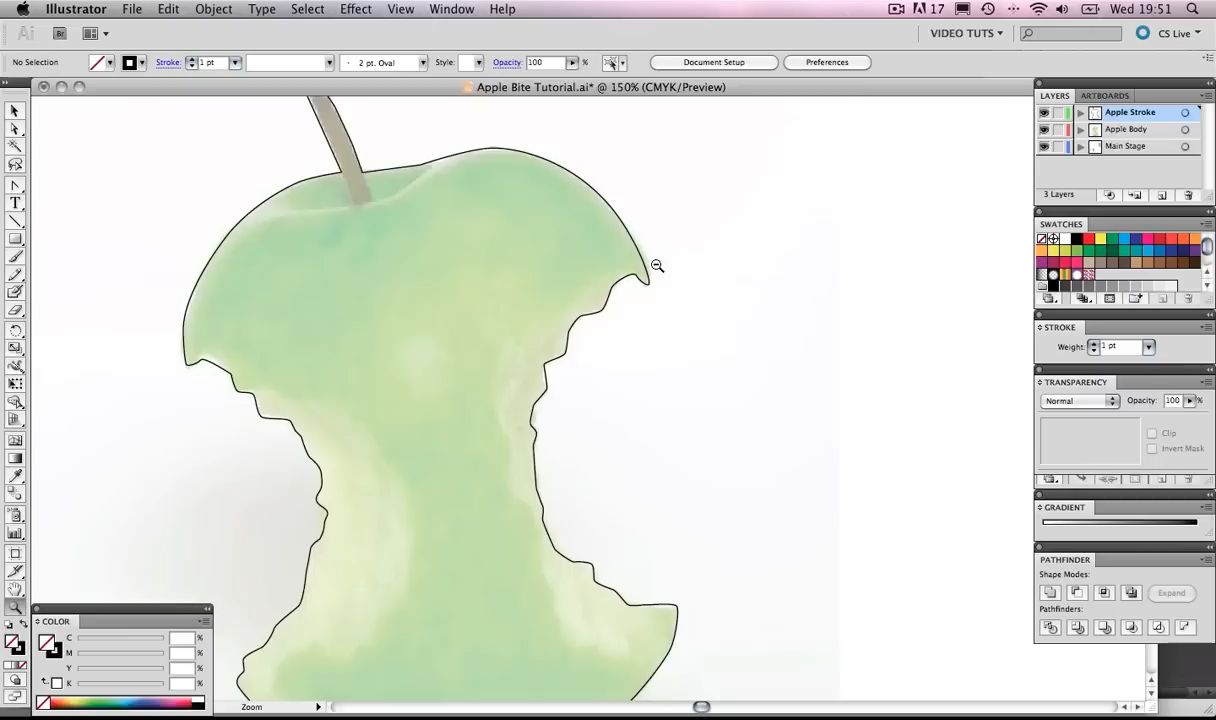 Illustrator File Edit Object Type Select Effect View Window Help 17 Wed 19:51
Ai Br VIDEO TUTS CS Live
No Selection Stroke: 1 pt 2 pt. Oval Style: Opacity: 100 % Document Setup Preferences
Apple Bite Tutorial.ai* @ 150% (CMYK/Preview)
LAYERS ARTBOARDS
Apple Stroke
Apple Body
Main Stage
3 Layers
SWATCHES
STROKE
Weight: 1 pt
TRANSPARENCY
Normal Opacity: 100 %
Clip
Invert Mask
GRADIENT
PATHFINDER
Shape Modes:
Expand
Pathfinders:
COLOR
C %
M %
Y %
K %
Zoom